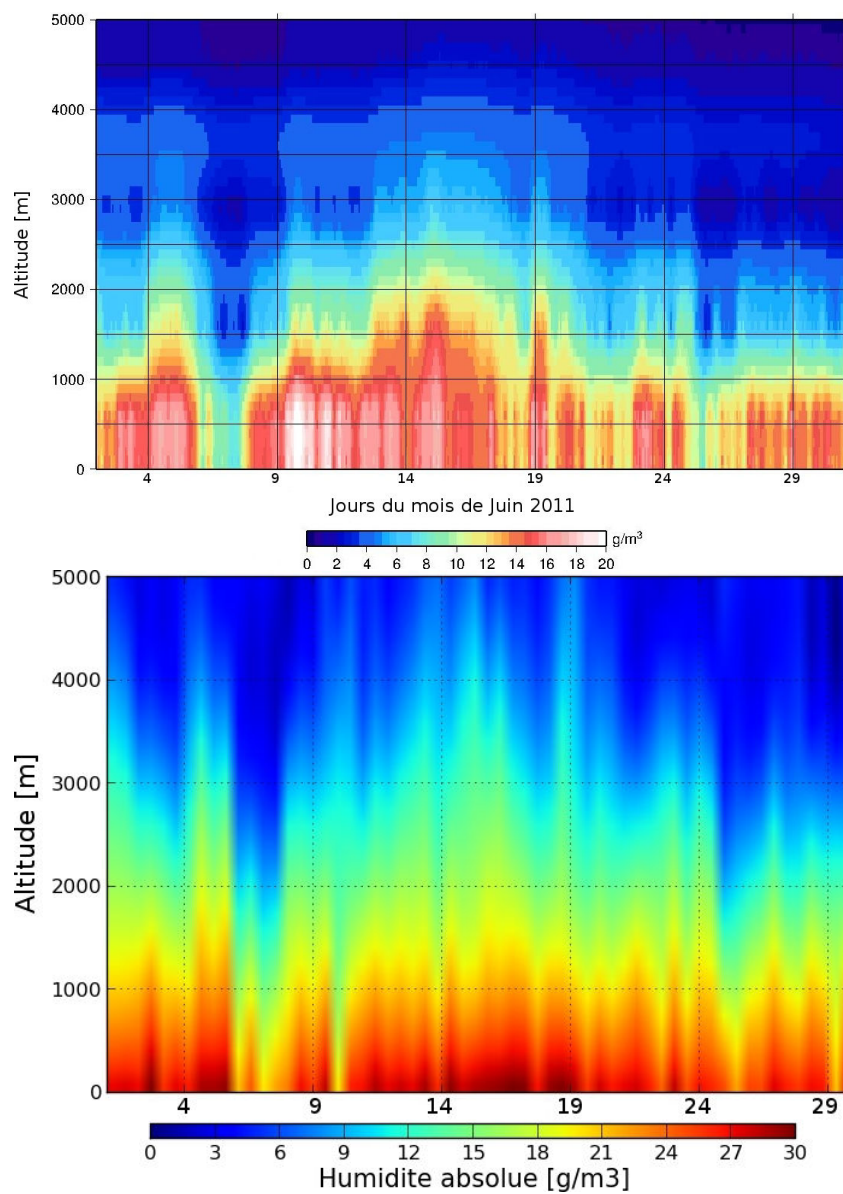 5000
4000
3000
2000
1000
0
Altitude [m]
4 9 14 19 24 29
Jours du mois de Juin 2011
g/m³
0 2 4 6 8 10 12 14 16 18 20
5000
4000
3000
2000
1000
0
Altitude [m]
4 9 14 19 24 29
0 3 6 9 12 15 18 21 24 27 30
Humidite absolue [g/m3]